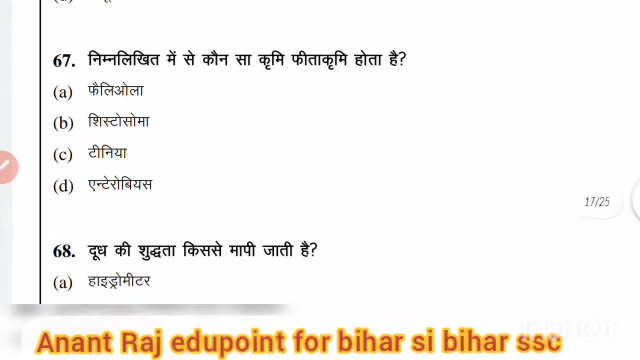 67. निम्नलिखित में से कौन सा कृमि फीताकृमि होता है?
(a) फैलिओला
(b) शिस्टोसोमा
(c) टीनिया
(d) एन्टेरोबियस
17/25
68. दूध की शुद्धता किससे मापी जाती है?
(a) हाइड्रोमीटर
Anant Raj edupoint for bihar si bihar ssc